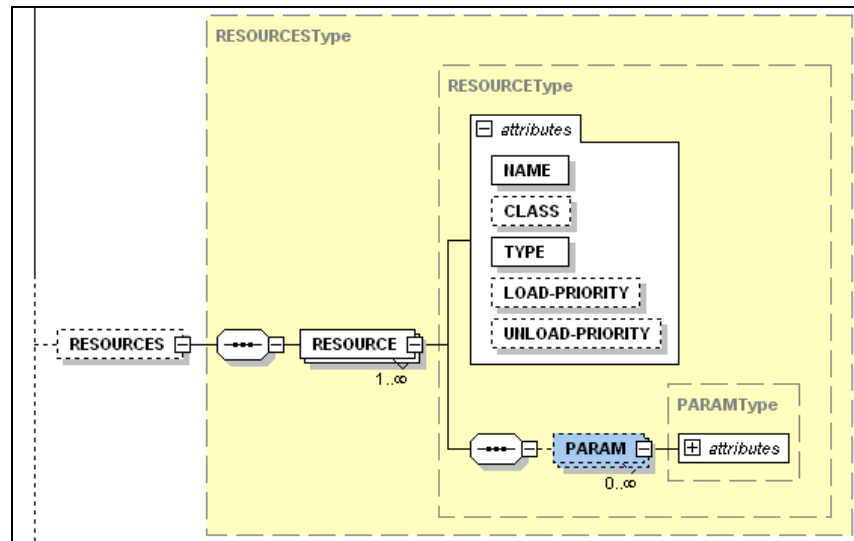 RESOURCESType
RESOURCEType
attributes
NAME
CLASS
TYPE
LOAD-PRIORITY
UNLOAD-PRIORITY
RESOURCES
RESOURCE
1..∞
PARAMType
PARAM
attributes
0..∞